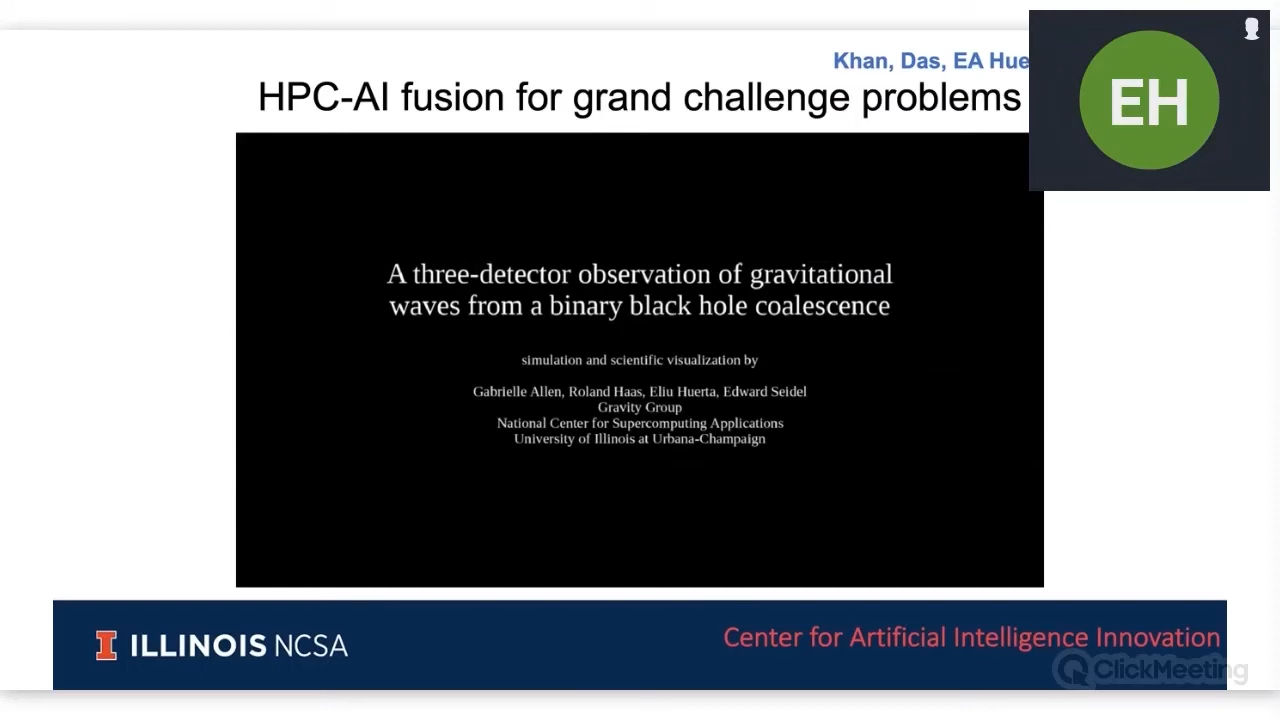 Khan, Das, EA Hue
HPC-AI fusion for grand challenge problems
EH
A three-detector observation of gravitational
waves from a binary black hole coalescence
simulation and scientific visualization by
Gabrielle Allen, Roland Haas, Eliu Huerta, Edward Seidel
Gravity Group
National Center for Supercomputing Applications
University of Illinois at Urbana-Champaign
I ILLINOIS NCSA
Center for Artificial Intelligence Innovation
ClickMeeting